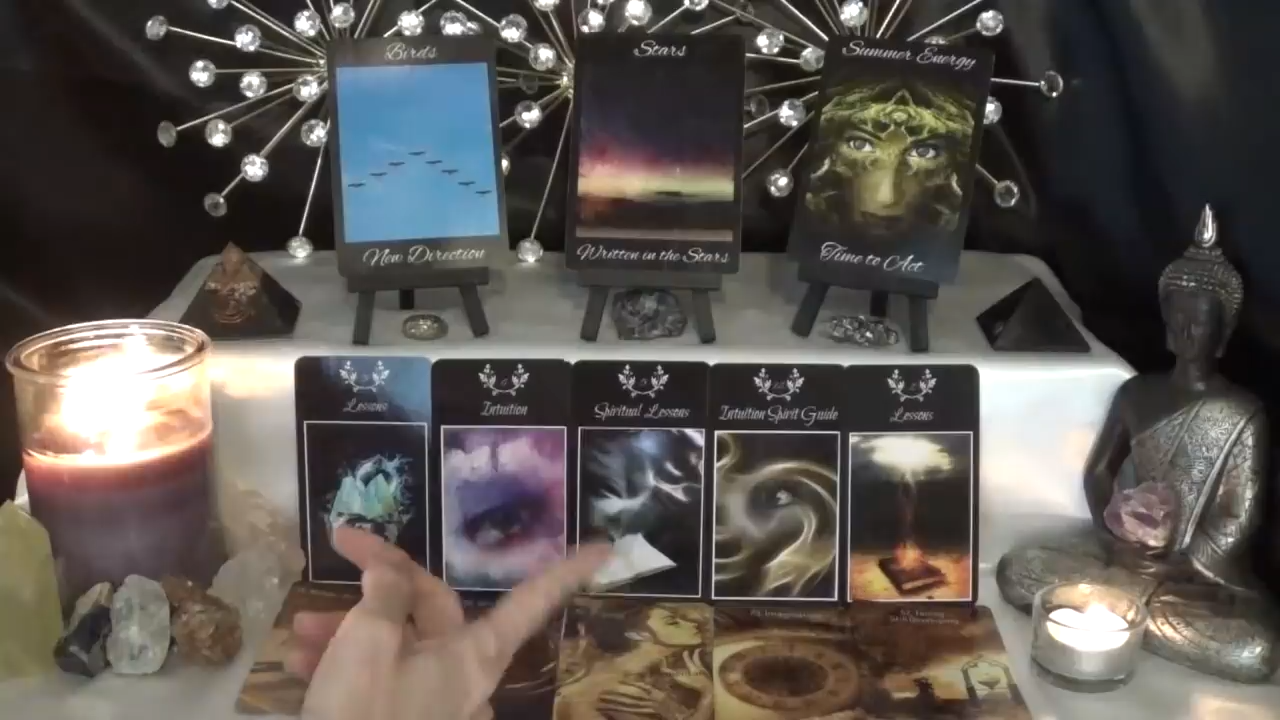 Birds
New Direction
Stars
Written in the Stars
Summer Energy
Time to Act
Lessons
Intuition
Spiritual Lessons
Intuition Spirit Guide
Lessons